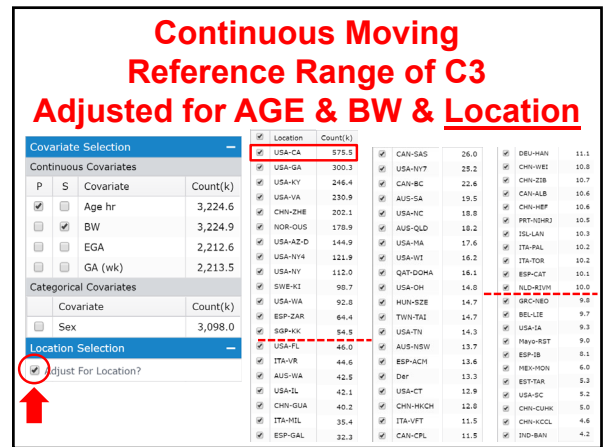 Continuous Moving
Reference Range of C3
Adjusted for AGE & BW & Location
Covariate Selection
Continuous Covariates
P S Covariate Count(k)
Age hr 3,224.6
BW 3,224.9
EGA 2,212.6
GA (wk) 2,213.5
Categorical Covariates
Covariate Count(k)
Sex 3,098.0
Location Selection
Adjust For Location?
Location Count(k)
USA-CA 575.5
USA-GA 300.3
USA-KY 246.4
USA-VA 230.9
CHN-ZHE 202.1
NOR-OUS 178.9
USA-AZ-D 144.9
USA-NY4 121.9
USA-NY 112.0
SWE-KI 98.7
USA-WA 92.8
ESP-ZAR 64.4
SGP-KK 54.5
USA-FL 46.0
ITA-VR 44.6
AUS-WA 42.5
USA-IL 42.1
CHN-GUA 40.2
ITA-MIL 35.4
ESP-GAL 32.3
CAN-SAS 26.0
USA-NY7 25.2
CAN-BC 22.6
AUS-SA 19.5
USA-NC 18.8
AUS-QLD 18.2
USA-MA 17.6
USA-WI 16.2
QAT-DOHA 16.1
USA-OH 14.8
HUN-SZE 14.7
TWN-TAI 14.7
USA-TN 14.3
AUS-NSW 13.7
ESP-ACM 13.6
Der 13.3
USA-CT 12.9
CHN-HKCH 12.8
ITA-VFT 11.5
CAN-CPL 11.5
DEU-HAN 11.1
CHN-WEI 10.8
CHN-ZIB 10.7
CAN-ALB 10.6
CHN-HEF 10.6
PRT-NIHRJ 10.5
ISL-LAN 10.3
ITA-PAL 10.2
ITA-TOR 10.2
ESP-CAT 10.1
NLD-RIVM 10.0
GRC-NEO 9.8
BEL-LIE 9.7
USA-IA 9.3
Mayo-RST 9.0
ESP-IB 8.1
MEX-MON 6.0
EST-TAR 5.3
USA-SC 5.2
CHN-CUHK 5.0
CHN-KCCL 4.6
IND-BAN 4.2